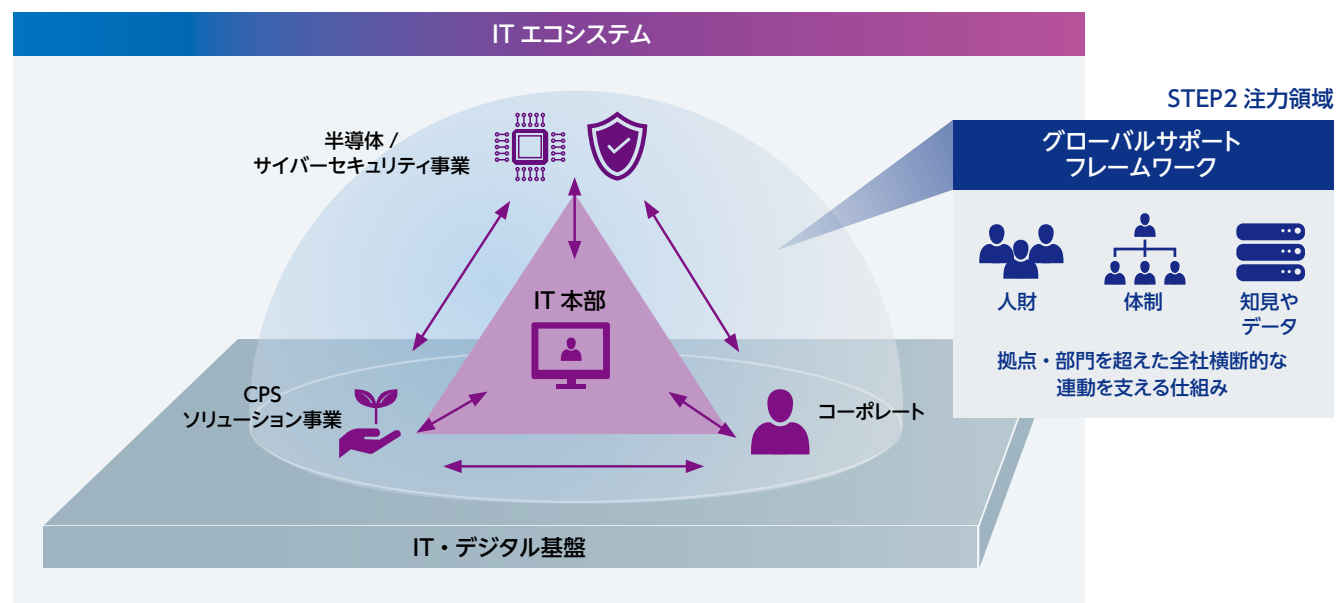 IT エコシステム
半導体 /
サイバーセキュリティ事業
IT 本部
CPS
ソリューション事業
コーポレート
IT・デジタル基盤
STEP2 注力領域
グローバルサポート
フレームワーク
人財
体制
知見や
データ
拠点・部門を超えた全社横断的な
連動を支える仕組み